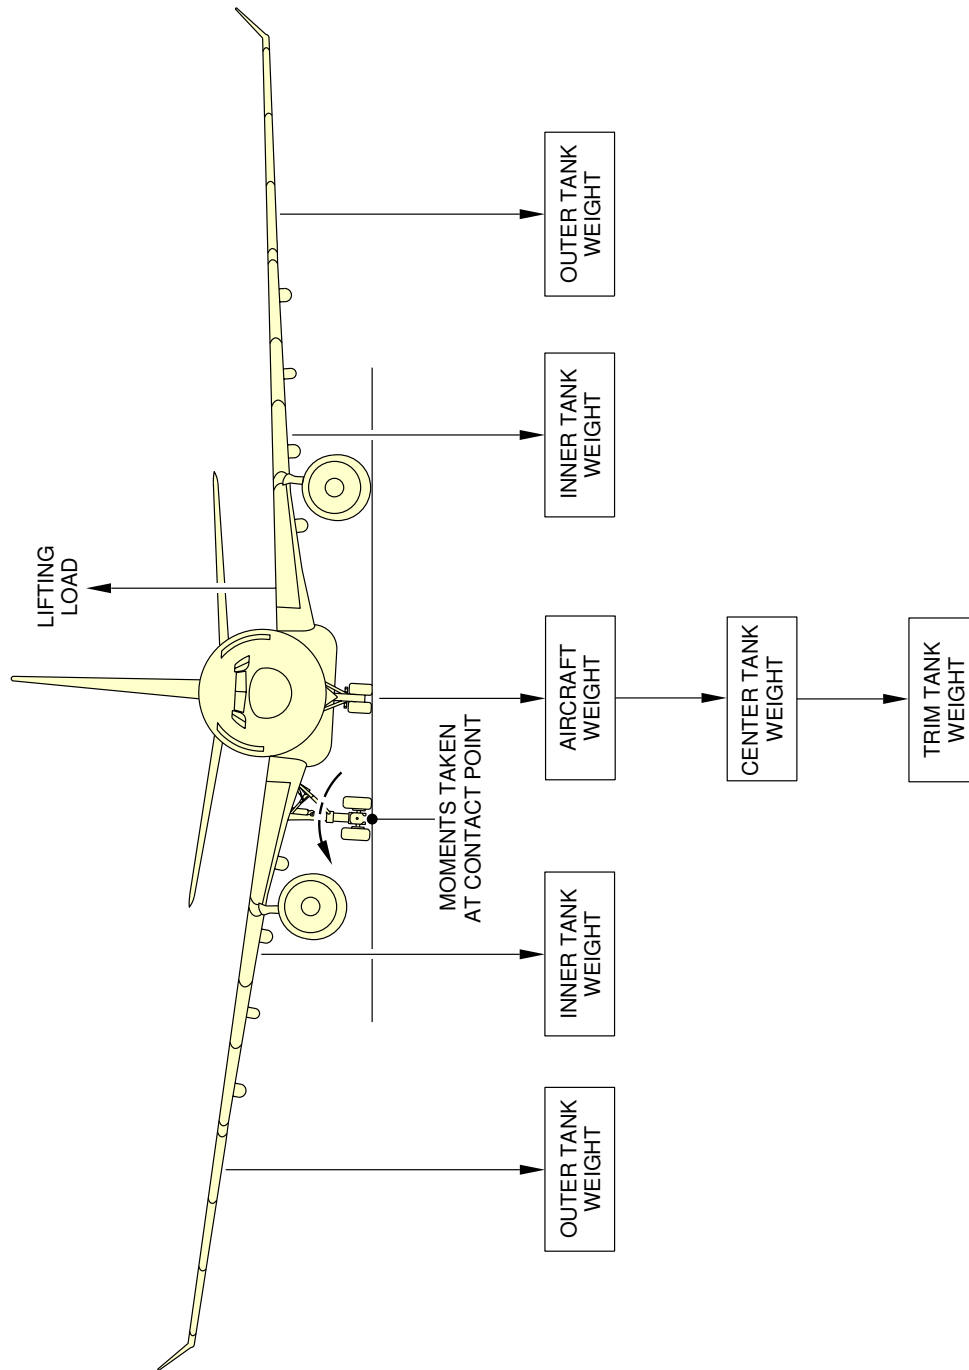 LIFTING
LOAD
MOMENTS TAKEN
AT CONTACT POINT
OUTER TANK
WEIGHT
INNER TANK
WEIGHT
AIRCRAFT
WEIGHT
INNER TANK
WEIGHT
OUTER TANK
WEIGHT
CENTER TANK
WEIGHT
TRIM TANK
WEIGHT